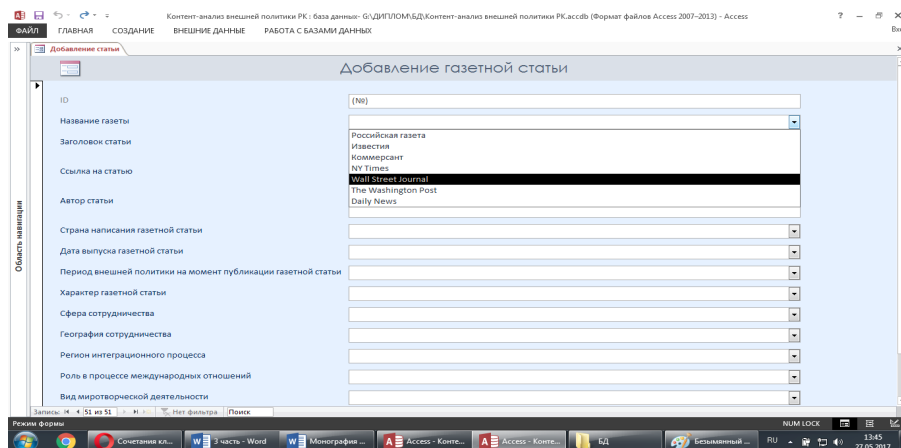 Контент-анализ внешней политики РК : база данных- G:\ДИПЛОМ\БД\Контент-анализ внешней политики РК.accdb (Формат файлов Access 2007–2013) - Access
ФАЙЛ ГЛАВНАЯ СОЗДАНИЕ ВНЕШНИЕ ДАННЫЕ РАБОТА С БАЗАМИ ДАННЫХ
Добавление статьи
Добавление газетной статьи
ID (№)
Название газеты
Российская газета
Заголовок статьи
Известия
Коммерсант
NY Times
Ссылка на статью
Wall Street Journal
The Washington Post
Автор статьи
Daily News
Страна написания газетной статьи
Дата выпуска газетной статьи
Период внешней политики на момент публикации газетной статьи
Характер газетной статьи
Сфера сотрудничества
География сотрудничества
Регион интеграционного процесса
Роль в процессе международных отношений
Вид миротворческой деятельности
Область навигации
Запись: 51 из 51 Нет фильтра Поиск
Режим формы NUM LOCK
Сочетания кл... 3 часть - Word Монография ... Access - Конте... Access - Конте... БД Безымянный ... RU 13:45
27.05.2017